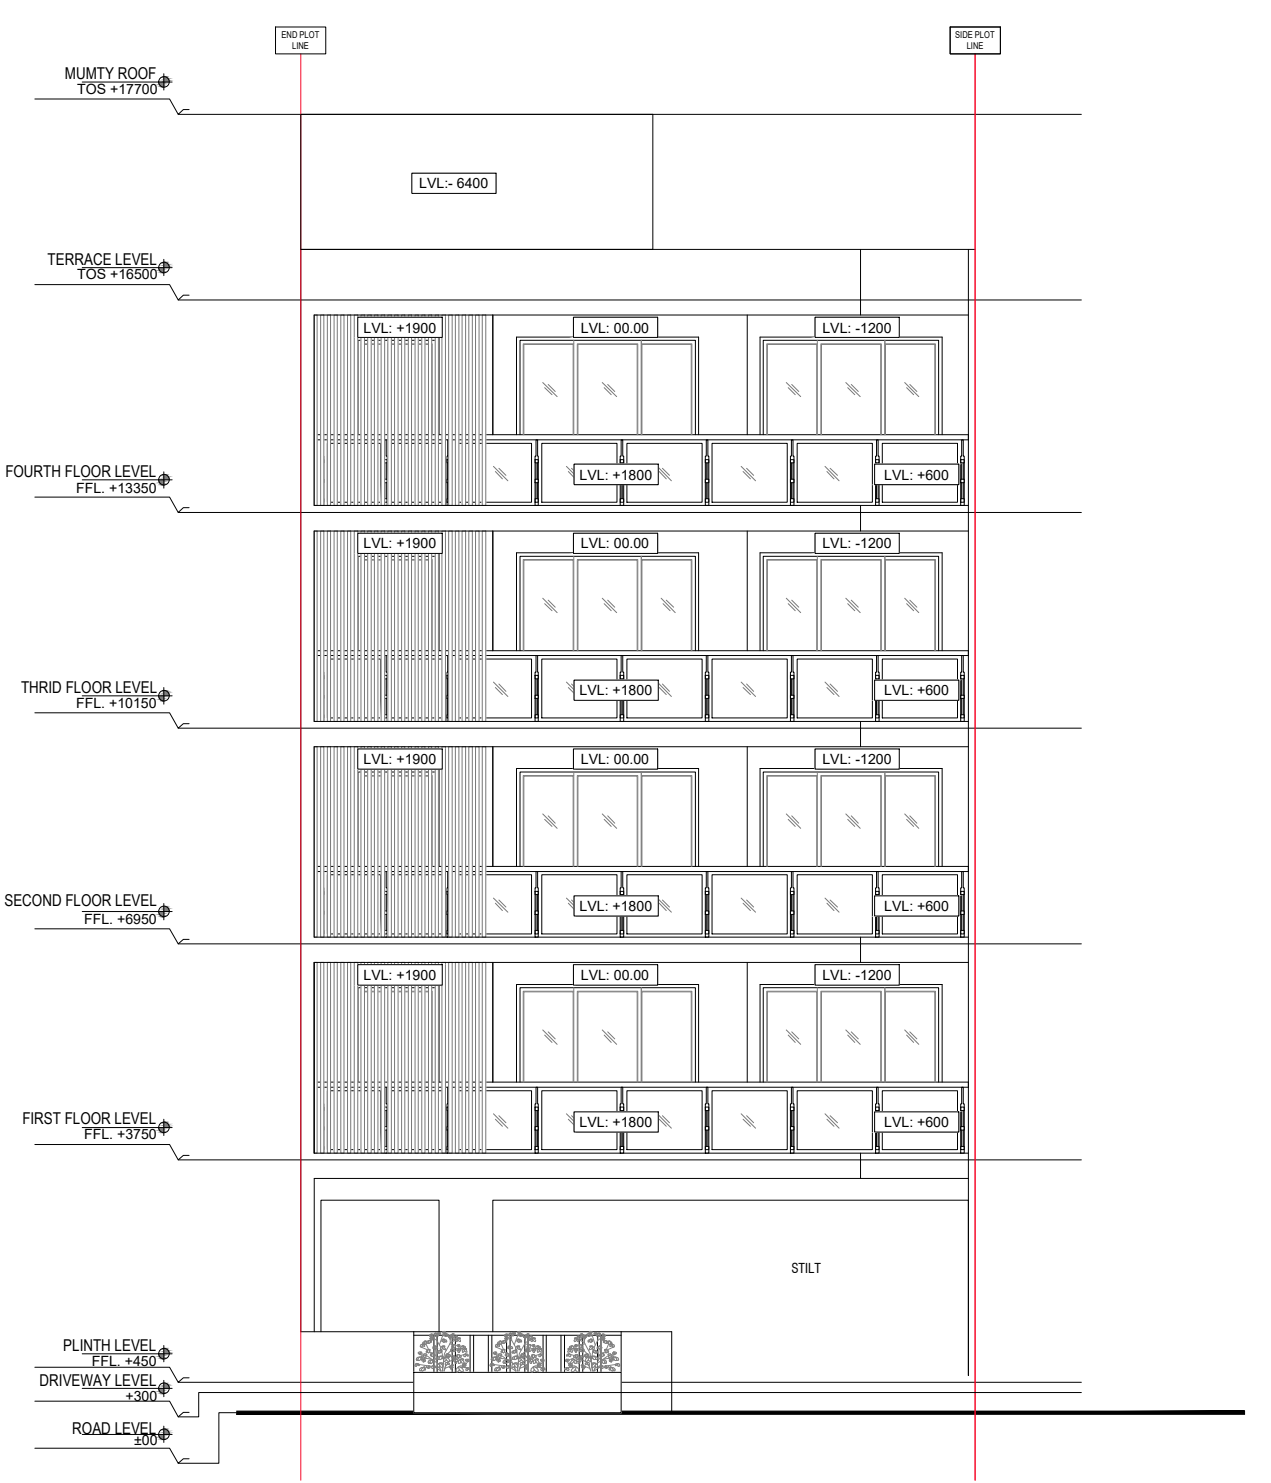 END PLOT
LINE
SIDE PLOT
LINE
MUMTY ROOF
TOS +17700
LVL:- 6400
TERRACE LEVEL
TOS +16500
LVL: +1900
LVL: 00.00
LVL: -1200
FOURTH FLOOR LEVEL
FFL. +13350
LVL: +1800
LVL: +600
LVL: +1900
LVL: 00.00
LVL: -1200
THRID FLOOR LEVEL
FFL. +10150
LVL: +1800
LVL: +600
LVL: +1900
LVL: 00.00
LVL: -1200
SECOND FLOOR LEVEL
FFL. +6950
LVL: +1800
LVL: +600
LVL: +1900
LVL: 00.00
LVL: -1200
FIRST FLOOR LEVEL
FFL. +3750
LVL: +1800
LVL: +600
STILT
PLINTH LEVEL
FFL. +450
DRIVEWAY LEVEL
+300
ROAD LEVEL
±00